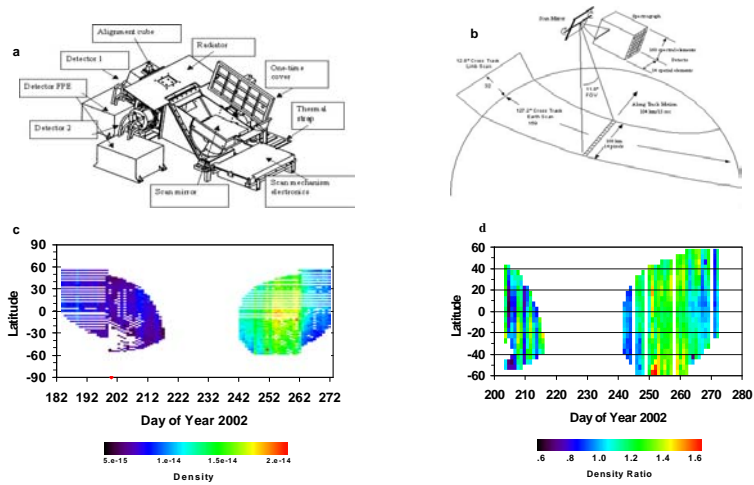 a
Alignment cube
Radiator
Detector 1
One-time cover
Detector FPE
Detector 2
Thermal strap
Scan mirror
Scan mechanism electronics
b
Scan Mirror
Spectrograph
Detector
11.8°
FOV
Along Track Motion
c
90
60
30
0
-30
-60
-90
Latitude
182 192 202 212 222 232 242 252 262 272
Day of Year 2002
5.e-15 1.e-14 1.5e-14 2.e-14
Density
d
60
40
20
0
-20
-40
-60
Latitude
200 210 220 230 240 250 260 270 280
Day of Year 2002
.6 .8 1.0 1.2 1.4 1.6
Density Ratio